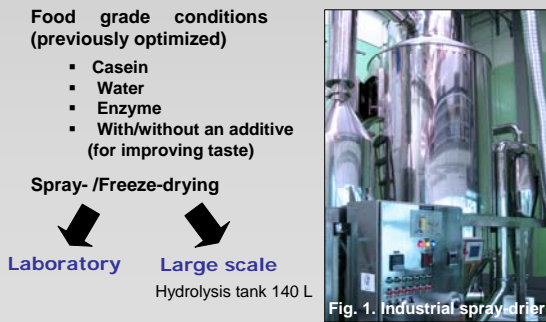 Food grade conditions
(previously optimized)
▪ Casein
▪ Water
▪ Enzyme
▪ With/without an additive
(for improving taste)
Spray- /Freeze-drying
Laboratory
Large scale
Hydrolysis tank 140 L
Fig. 1. Industrial spray-drier